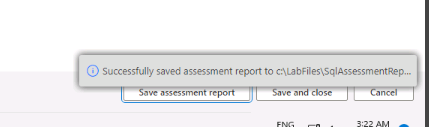 Successfully saved assessment report to c:\LabFiles\SqlAssessmentRep...
Save assessment report
Save and close
Cancel
ENG
3:22 AM